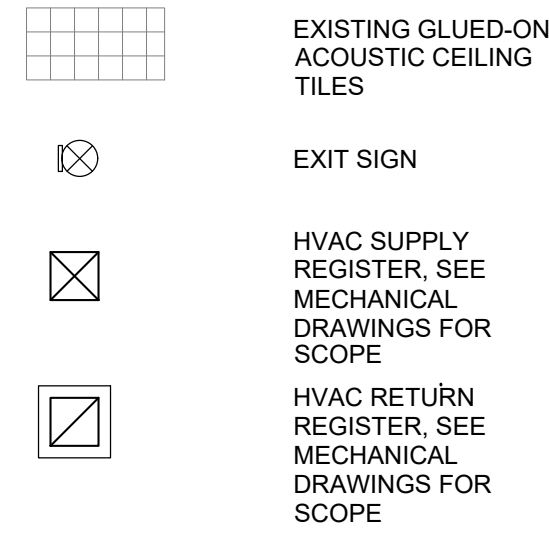 EXISTING GLUED-ON
ACOUSTIC CEILING
TILES
EXIT SIGN
HVAC SUPPLY
REGISTER, SEE
MECHANICAL
DRAWINGS FOR
SCOPE
HVAC RETURN
REGISTER, SEE
MECHANICAL
DRAWINGS FOR
SCOPE